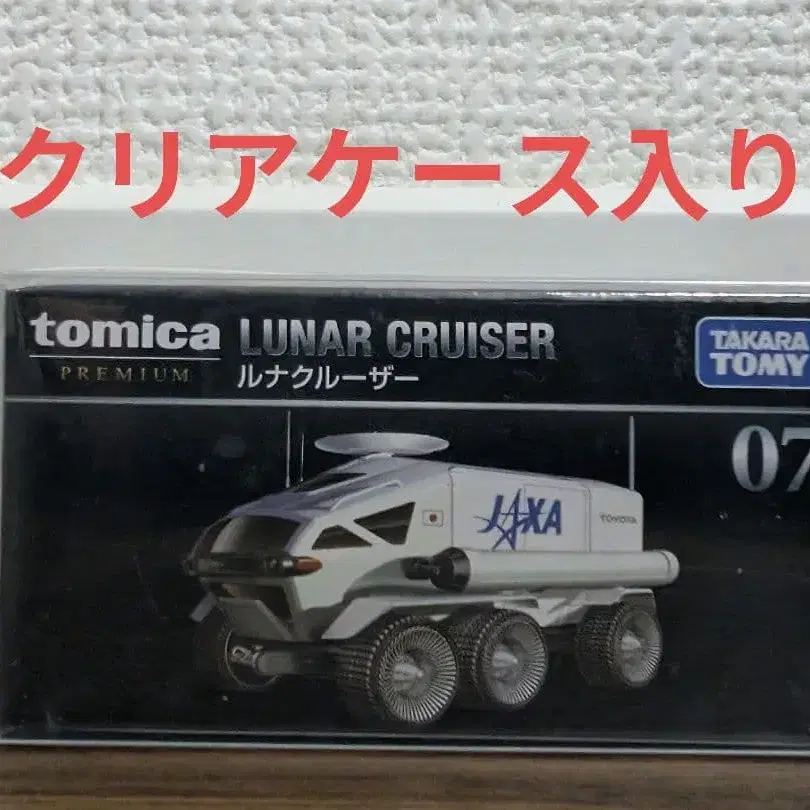 クリアケース入り
tomica
PREMIUM
LUNAR CRUISER
ルナクルーザー
TAKARA
TOMY
07
JAXA
TOYOTA